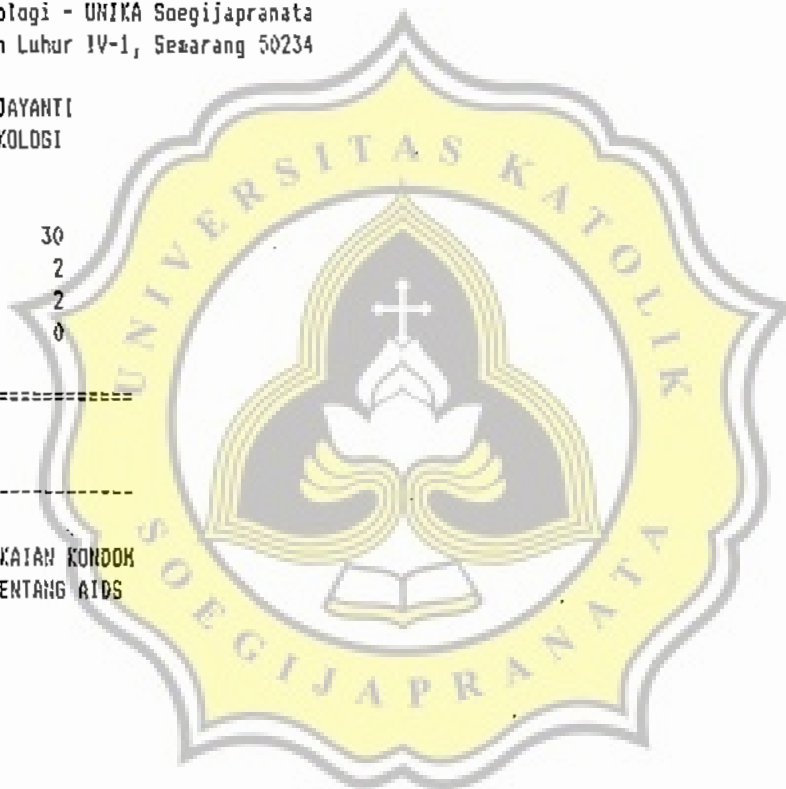 ologi - UNIKA Soegijapranata
n Luhur IV-1, Semarang 50234
JAYANTI
KOLOGI
30
2
2
0
============
------------
KAIAN KONDOM
ENTANG AIDS
UNIVERSITAS KATOLIK
SOEGIJAPRANATA